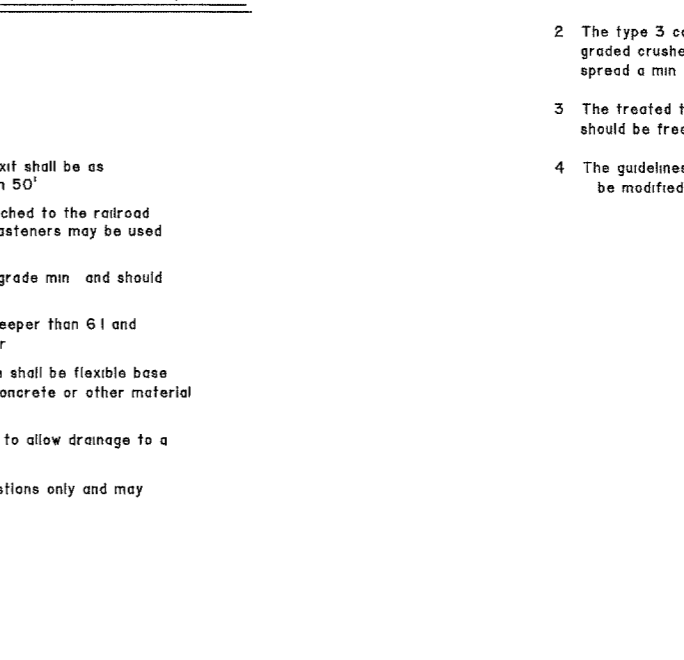 xit shall be as
n 50'
ched to the railroad
asteners may be used
grade min and should
eeper than 6 1 and
r
e shall be flexible base
oncrete or other material
to allow drainage to a
stions only and may
2 The type 3 co
graded crushe
spread a min
3 The treated t
should be free
4 The guidelines
be modified